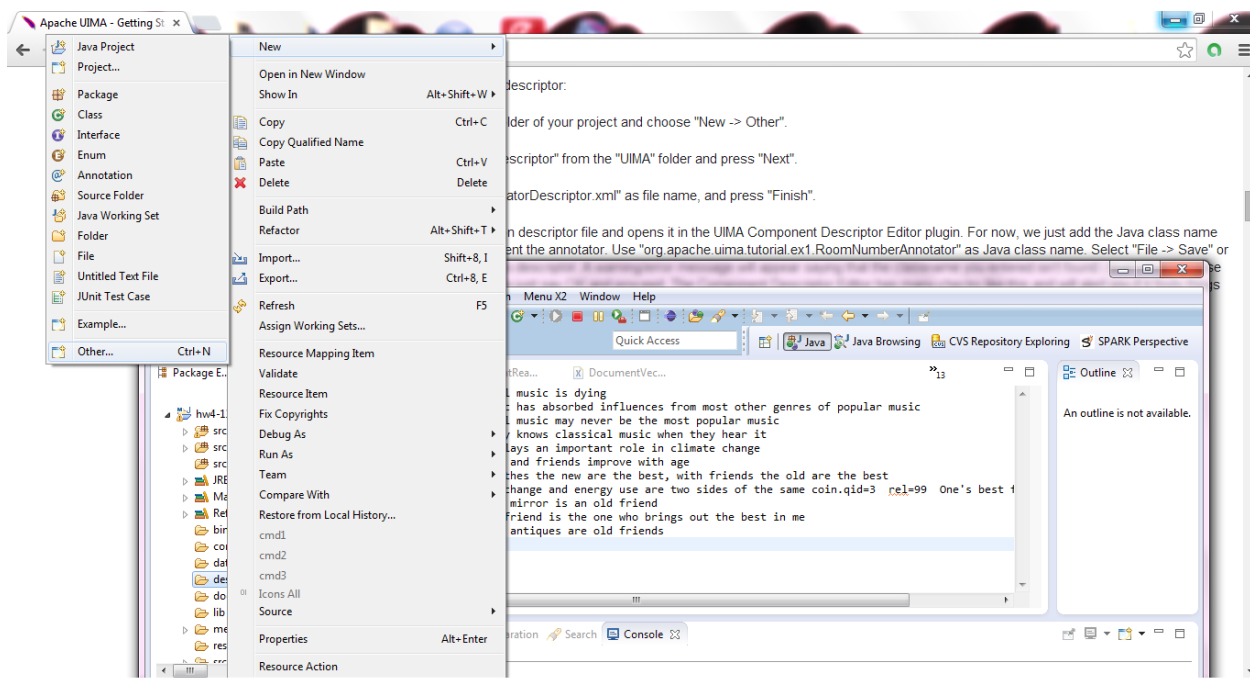 Apache UIMA - Getting St
Java Project
Project...
Package
Class
Interface
Enum
Annotation
Source Folder
Java Working Set
Folder
File
Untitled Text File
JUnit Test Case
Example...
Other... Ctrl+N
New
Open in New Window
Show In Alt+Shift+W
Copy Ctrl+C
Copy Qualified Name
Paste Ctrl+V
Delete Delete
Build Path
Refactor Alt+Shift+T
Import... Shift+8, I
Export... Ctrl+8, E
Refresh F5
Assign Working Sets...
Resource Mapping Item
Validate
Resource Item
Fix Copyrights
Debug As
Run As
Team
Compare With
Restore from Local History...
cmd1
cmd2
cmd3
Icons All
Source
Properties Alt+Enter
Resource Action
descriptor:
lder of your project and choose "New -> Other".
escriptor" from the "UIMA" folder and press "Next".
atorDescriptor.xml" as file name, and press "Finish".
n descriptor file and opens it in the UIMA Component Descriptor Editor plugin. For now, we just add the Java class name
ent the annotator. Use "org.apache.uima.tutorial.ex1.RoomNumberAnnotator" as Java class name. Select "File -> Save" or
n Menu X2 Window Help
Quick Access
Java Java Browsing CVS Repository Exploring SPARK Perspective
Package E...
itRea... DocumentVec... »13
Outline
An outline is not available.
hw4-1
src
src
src
JRE
Ma
Ref
bin
co
dat
des
do
lib
me
res
src
l music is dying
c has absorbed influences from most other genres of popular music
l music may never be the most popular music
y knows classical music when they hear it
lays an important role in climate change
and friends improve with age
thes the new are the best, with friends the old are the best
change and energy use are two sides of the same coin.qid=3 rel=99 One's best f
mirror is an old friend
friend is the one who brings out the best in me
antiques are old friends
aration Search Console